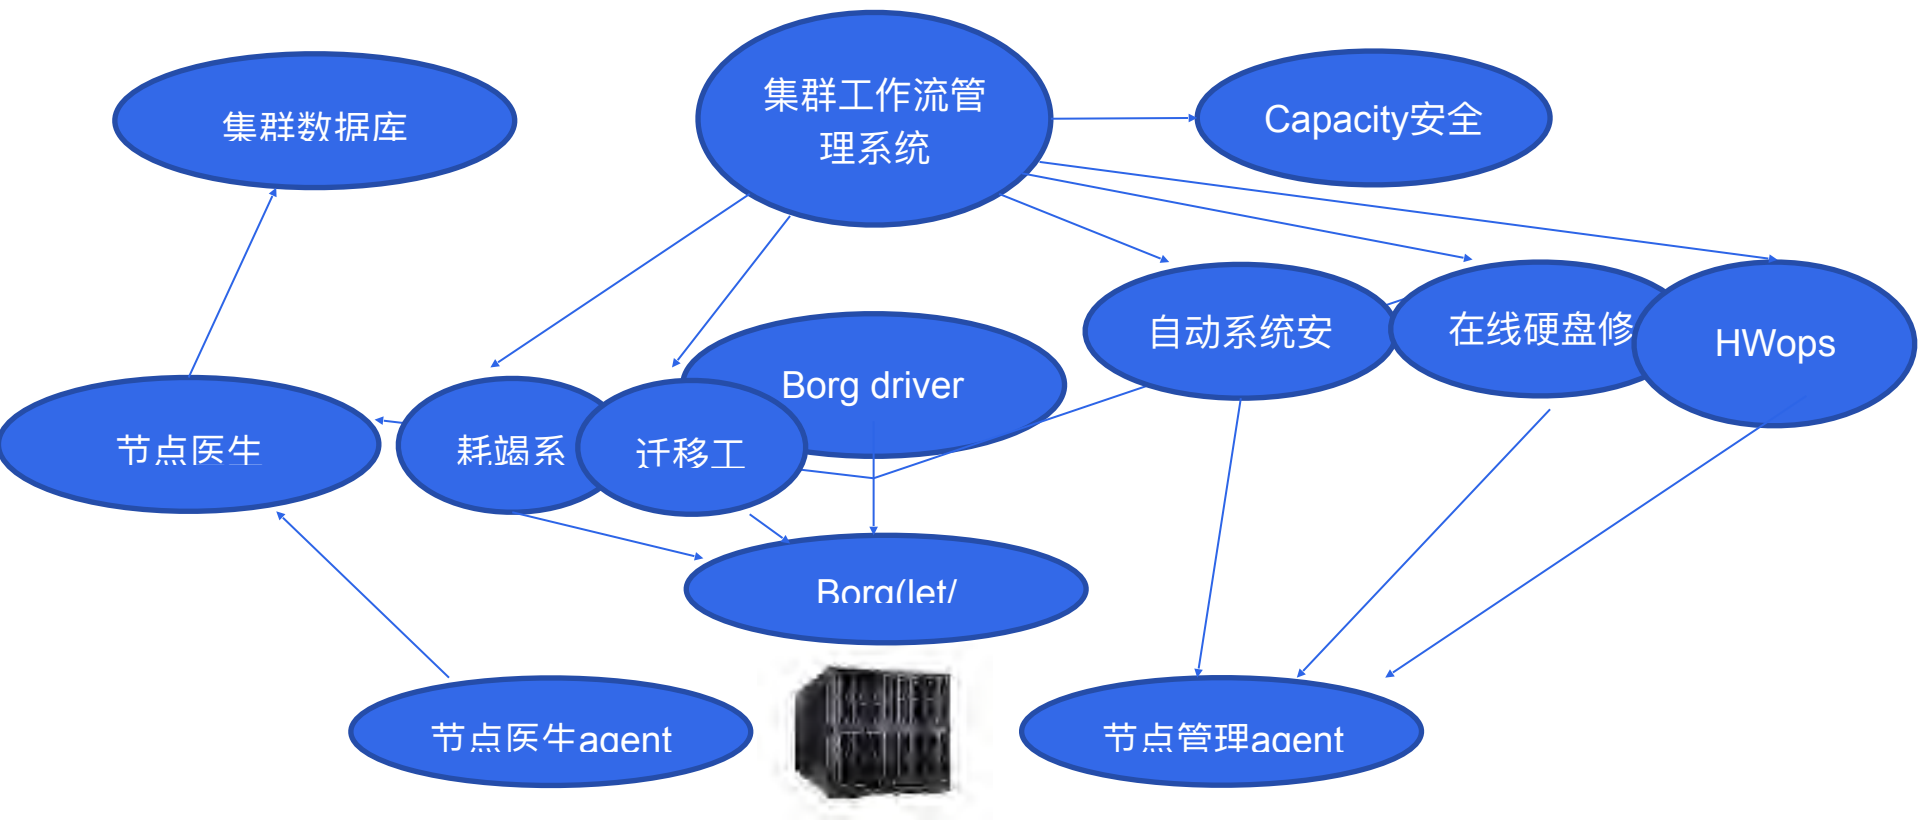 集群工作流管
理系统
集群数据库
Capacity安全
自动系统安
在线硬盘修
HWops
Borg driver
节点医生
耗竭系
迁移工
Borg(let/
节点医生agent
节点管理agent